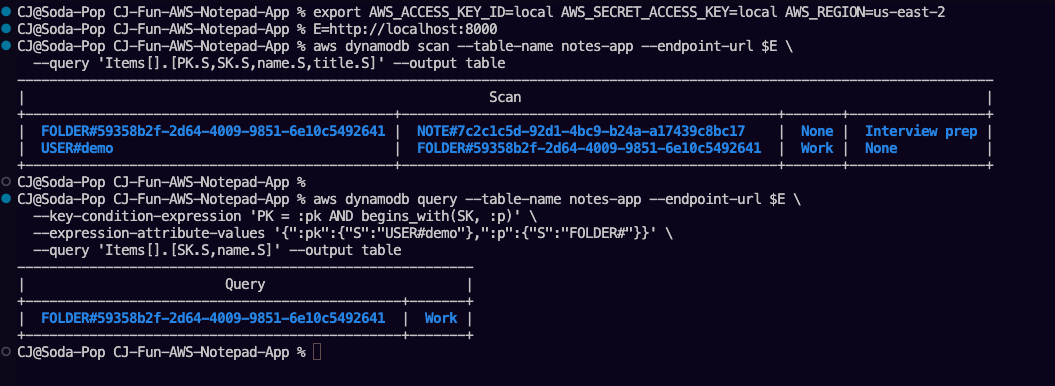 CJ@Soda-Pop CJ-Fun-AWS-Notepad-App % export AWS_ACCESS_KEY_ID=local AWS_SECRET_ACCESS_KEY=local AWS_REGION=us-east-2
CJ@Soda-Pop CJ-Fun-AWS-Notepad-App % E=http://localhost:8000
CJ@Soda-Pop CJ-Fun-AWS-Notepad-App % aws dynamodb scan --table-name notes-app --endpoint-url $E \
  --query 'Items[].[PK.S,SK.S,name.S,title.S]' --output table
|                                                         Scan                                                         |
|  FOLDER#59358b2f-2d64-4009-9851-6e10c5492641 |  NOTE#7c2c1c5d-92d1-4bc9-b24a-a17439c8bc17    |  None |  Interview prep |
|  USER#demo                                   |  FOLDER#59358b2f-2d64-4009-9851-6e10c5492641  |  Work |  None           |
CJ@Soda-Pop CJ-Fun-AWS-Notepad-App %
CJ@Soda-Pop CJ-Fun-AWS-Notepad-App % aws dynamodb query --table-name notes-app --endpoint-url $E \
  --key-condition-expression 'PK = :pk AND begins_with(SK, :p)' \
  --expression-attribute-values '{":pk":{"S":"USER#demo"},":p":{"S":"FOLDER#"}}' \
  --query 'Items[].[SK.S,name.S]' --output table
|                        Query                         |
|  FOLDER#59358b2f-2d64-4009-9851-6e10c5492641  |  Work |
CJ@Soda-Pop CJ-Fun-AWS-Notepad-App %